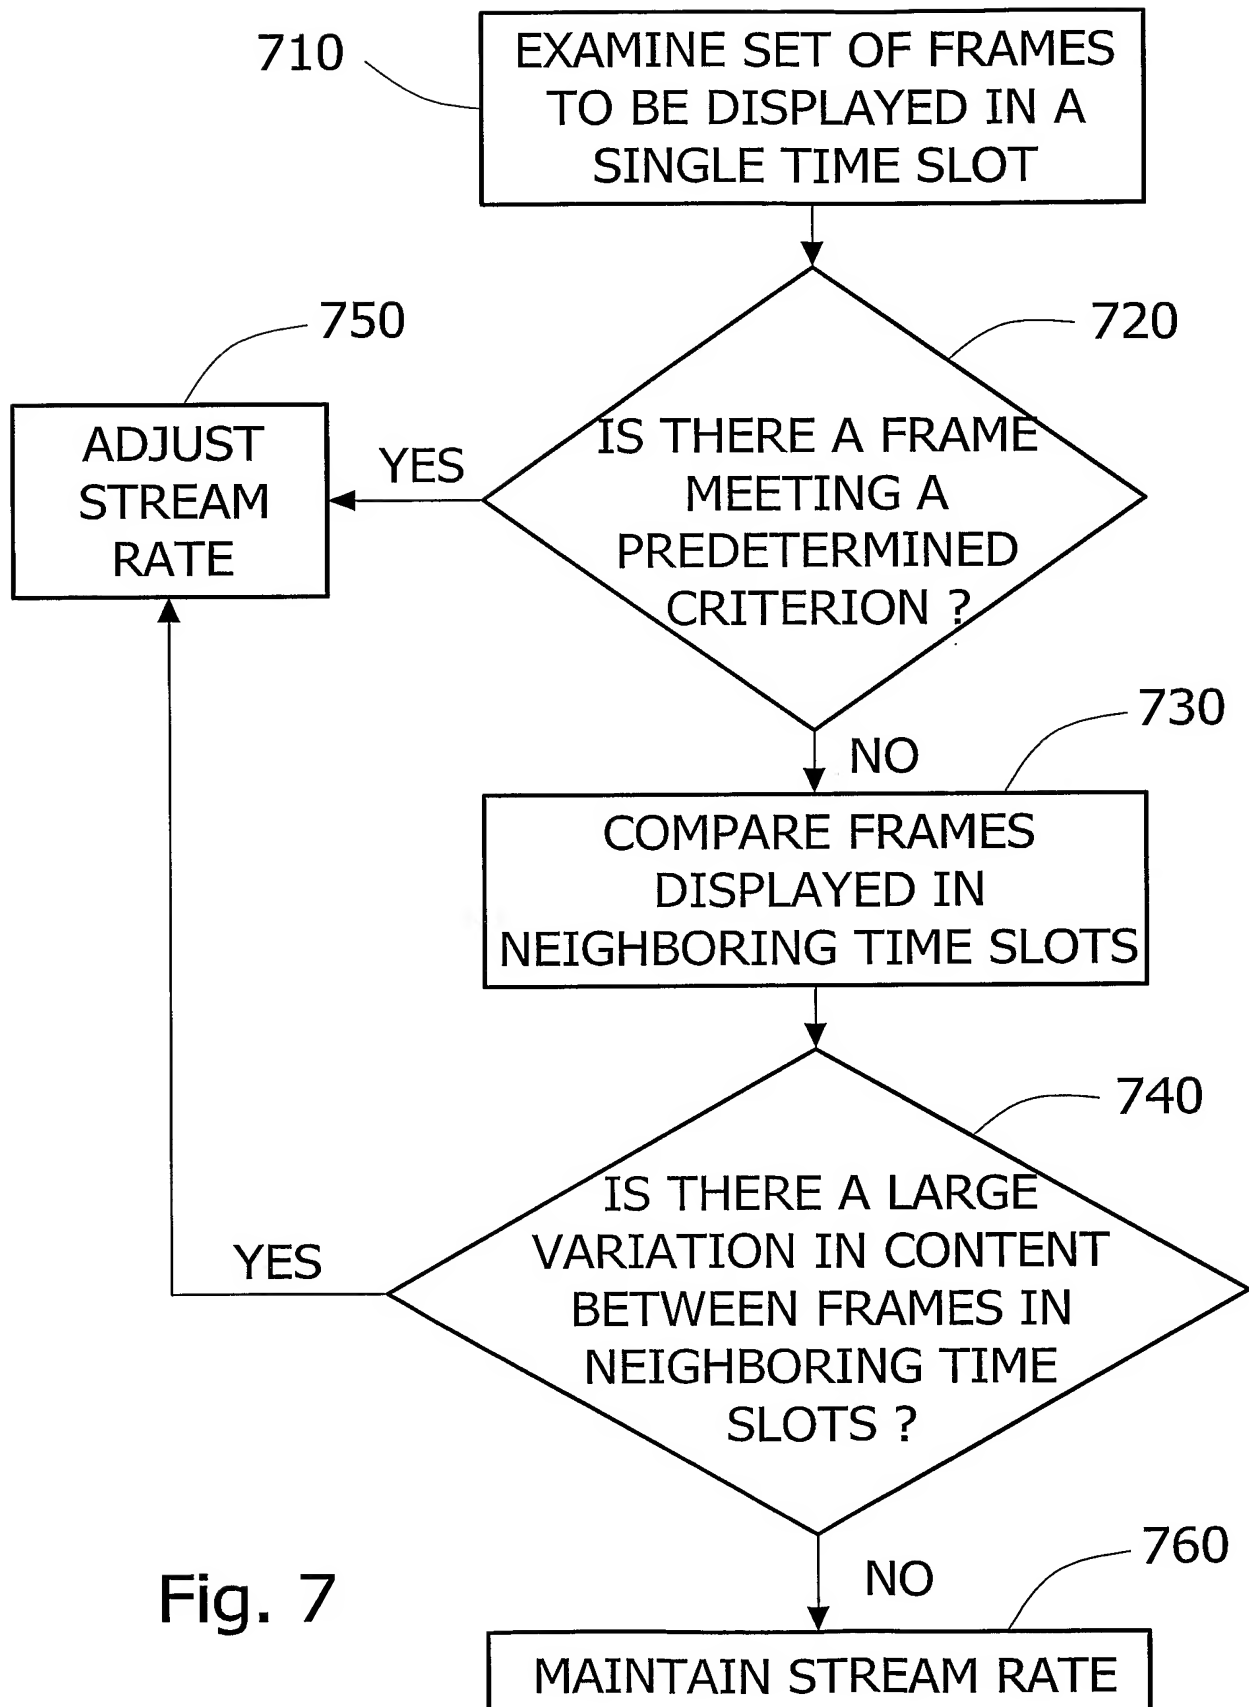 710
EXAMINE SET OF FRAMES
TO BE DISPLAYED IN A
SINGLE TIME SLOT
750
720
ADJUST
STREAM
RATE
YES
IS THERE A FRAME
MEETING A
PREDETERMINED
CRITERION ?
730
NO
COMPARE FRAMES
DISPLAYED IN
NEIGHBORING TIME SLOTS
740
IS THERE A LARGE
VARIATION IN CONTENT
BETWEEN FRAMES IN
NEIGHBORING TIME
SLOTS ?
YES
760
NO
Fig. 7
MAINTAIN STREAM RATE